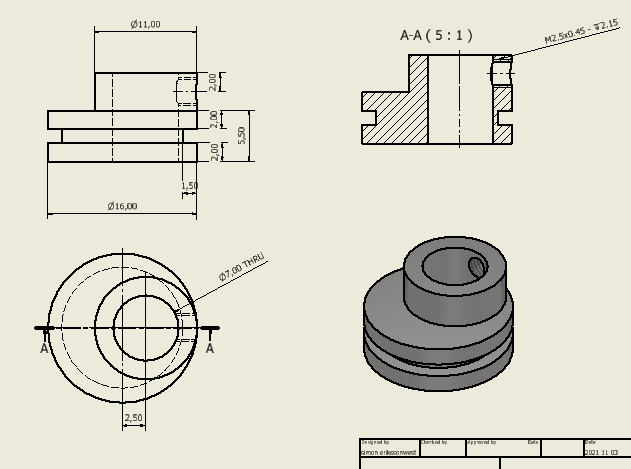 Ø11,00
A-A ( 5 : 1 )
M2.5x0.45 - ↧2.15
2,00
2,00
5,50
2,00
1,50
Ø16,00
Ø7,00 THRU
A
A
2,50
Designed by
Checked by
Approved by
Date
Date
simon erikssonwest
2021 11 03